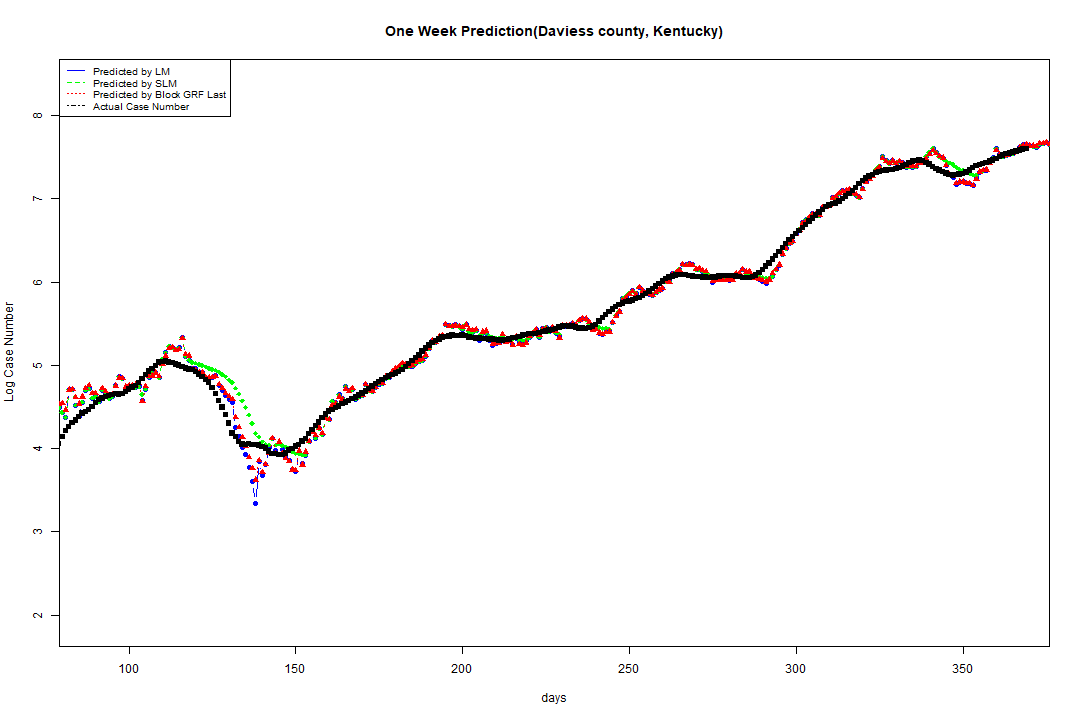 One Week Prediction(Daviess county, Kentucky)
Predicted by LM
Predicted by SLM
Predicted by Block GRF Last
Actual Case Number
8
7
6
5
4
3
2
Log Case Number
100 150 200 250 300 350
days